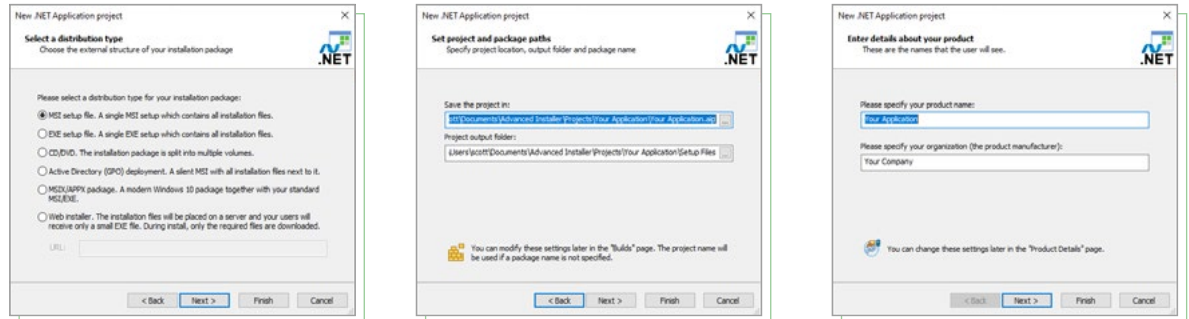 New .NET Application project
Select a distribution type
Choose the external structure of your installation package
.NET
Please select a distribution type for your installation package:
MSI setup file. A single MSI setup which contains all installation files.
EXE setup file. A single EXE setup which contains all installation files.
CD/DVD. The installation package is split into multiple volumes.
Active Directory (GPO) deployment. A silent MSI with all installation files next to it.
MSIX/APPX package. A modern Windows 10 package together with your standard
MSI/EXE.
Web installer. The installation files will be placed on a server and your users will
receive only a small EXE file. During install, only the required files are downloaded.
URL:
< Back Next > Finish Cancel
New .NET Application project
Set project and package paths
Specify project location, output folder and package name
.NET
Save the project in:
ott\Documents\Advanced Installer\Projects\Your Application\Your Application.aip ...
Project output folder:
:\Users\scott\Documents\Advanced Installer\Projects\Your Application\Setup Files ...
You can modify these settings later in the "Builds" page. The project name will
be used if a package name is not specified.
< Back Next > Finish Cancel
New .NET Application project
Enter details about your product
These are the names that the user will see.
.NET
Please specify your product name:
Your Application
Please specify your organization (the product manufacturer):
Your Company
You can change these settings later in the "Product Details" page.
< Back Next > Finish Cancel